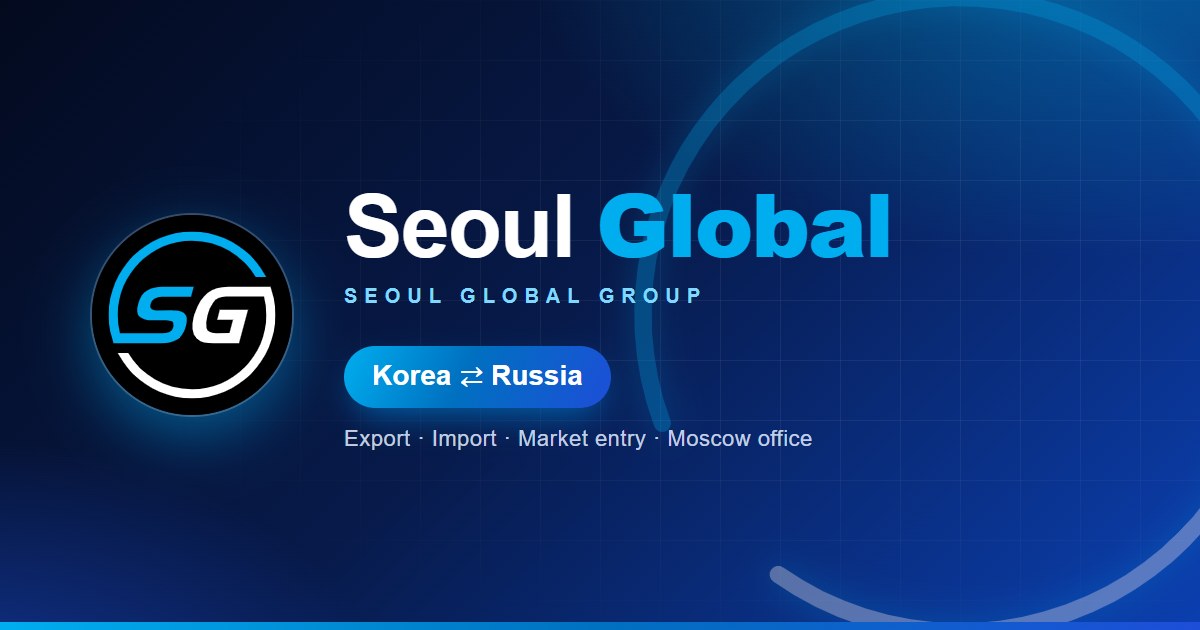 SG
Seoul Global
SEOUL GLOBAL GROUP
Korea ⇄ Russia
Export · Import · Market entry · Moscow office